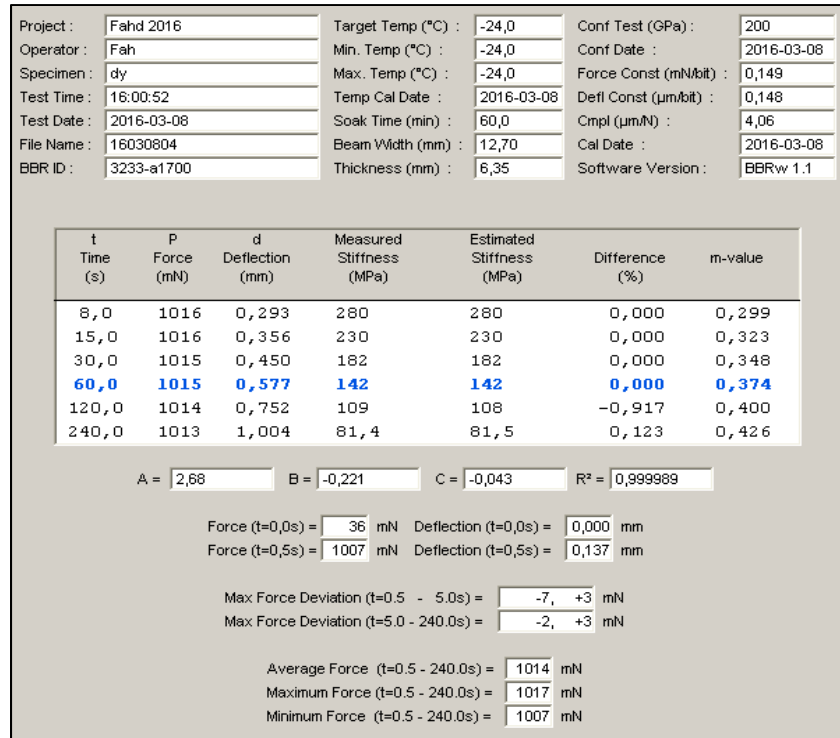 Project : Fahd 2016 Target Temp (°C) : -24,0 Conf Test (GPa) : 200
Operator : Fah Min. Temp (°C) : -24,0 Conf Date : 2016-03-08
Specimen : dy Max. Temp (°C) : -24,0 Force Const (mN/bit) : 0,149
Test Time : 16:00:52 Temp Cal Date : 2016-03-08 Defl Const (µm/bit) : 0,148
Test Date : 2016-03-08 Soak Time (min) : 60,0 Cmpl (µm/N) : 4,06
File Name : 16030804 Beam Width (mm) : 12,70 Cal Date : 2016-03-08
BBR ID : 3233-a1700 Thickness (mm) : 6,35 Software Version : BBRw 1.1
t P d Measured Estimated
Time Force Deflection Stiffness Stiffness Difference m-value
(s) (mN) (mm) (MPa) (MPa) (%)
8,0 1016 0,293 280 280 0,000 0,299
15,0 1016 0,356 230 230 0,000 0,323
30,0 1015 0,450 182 182 0,000 0,348
60,0 1015 0,577 142 142 0,000 0,374
120,0 1014 0,752 109 108 -0,917 0,400
240,0 1013 1,004 81,4 81,5 0,123 0,426
A = 2,68 B = -0,221 C = -0,043 R² = 0,999989
Force (t=0,0s) = 36 mN Deflection (t=0,0s) = 0,000 mm
Force (t=0,5s) = 1007 mN Deflection (t=0,5s) = 0,137 mm
Max Force Deviation (t=0.5 - 5.0s) = -7, +3 mN
Max Force Deviation (t=5.0 - 240.0s) = -2, +3 mN
Average Force (t=0.5 - 240.0s) = 1014 mN
Maximum Force (t=0.5 - 240.0s) = 1017 mN
Minimum Force (t=0.5 - 240.0s) = 1007 mN